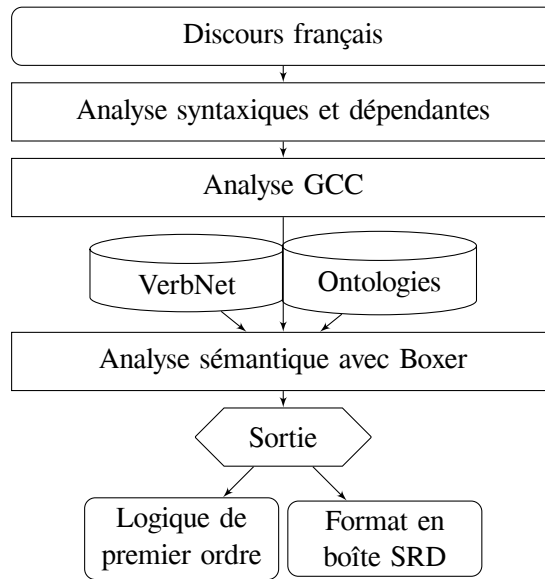 Discours français
Analyse syntaxiques et dépendantes
Analyse GCC
VerbNet
Ontologies
Analyse sémantique avec Boxer
Sortie
Logique de
premier ordre
Format en
boîte SRD